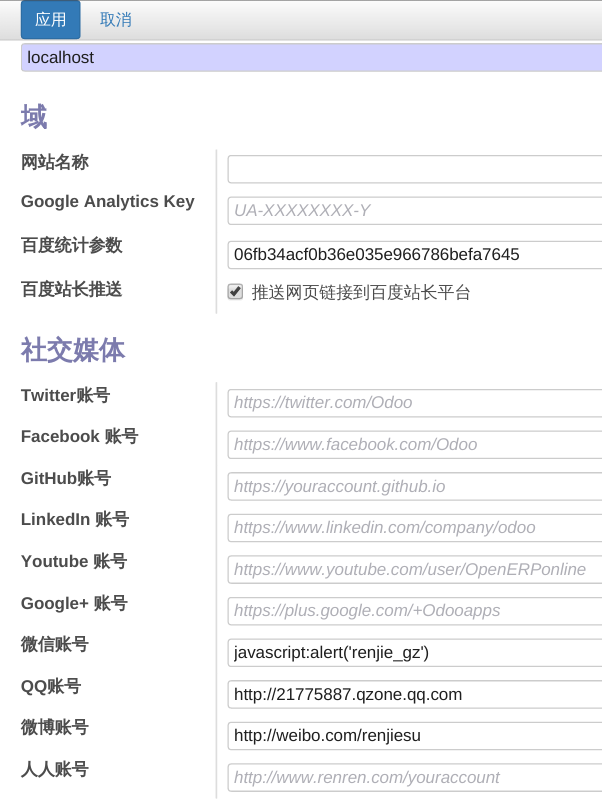 应用 取消
localhost
域
网站名称
Google Analytics Key UA-XXXXXXXX-Y
百度统计参数 06fb34acf0b36e035e966786befa7645
百度站长推送 推送网页链接到百度站长平台
社交媒体
Twitter账号 https://twitter.com/Odoo
Facebook 账号 https://www.facebook.com/Odoo
GitHub账号 https://youraccount.github.io
LinkedIn 账号 https://www.linkedin.com/company/odoo
Youtube 账号 https://www.youtube.com/user/OpenERPonline
Google+ 账号 https://plus.google.com/+Odooapps
微信账号 javascript:alert('renjie_gz')
QQ账号 http://21775887.qzone.qq.com
微博账号 http://weibo.com/renjiesu
人人账号 http://www.renren.com/youraccount